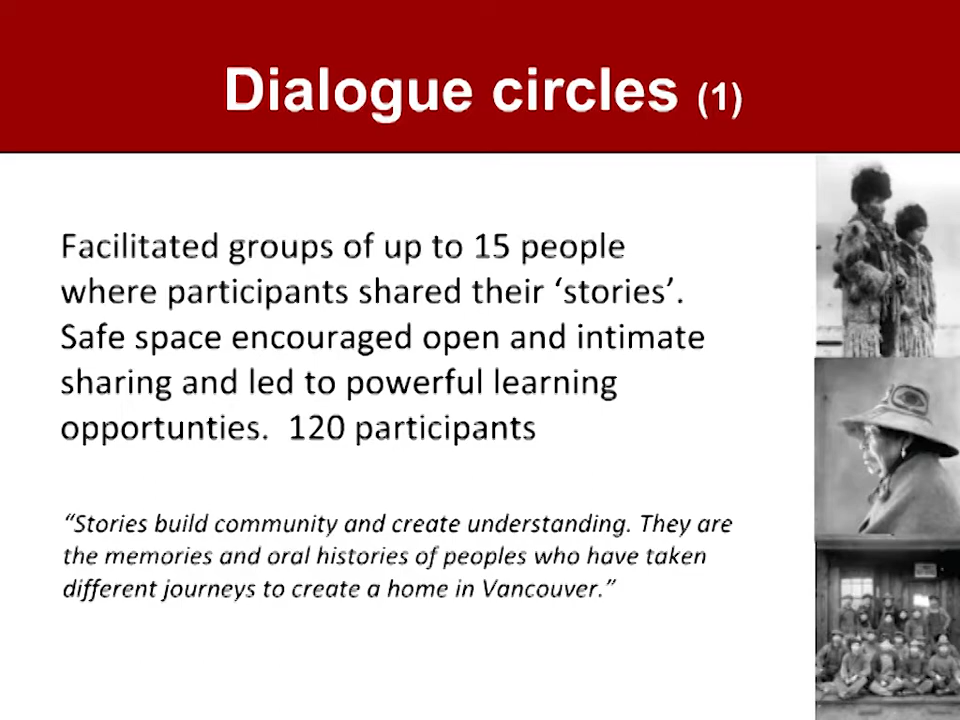 Dialogue circles (1)
Facilitated groups of up to 15 people
where participants shared their ‘stories’.
Safe space encouraged open and intimate
sharing and led to powerful learning
opportunties.  120 participants
“Stories build community and create understanding. They are
the memories and oral histories of peoples who have taken
different journeys to create a home in Vancouver.”